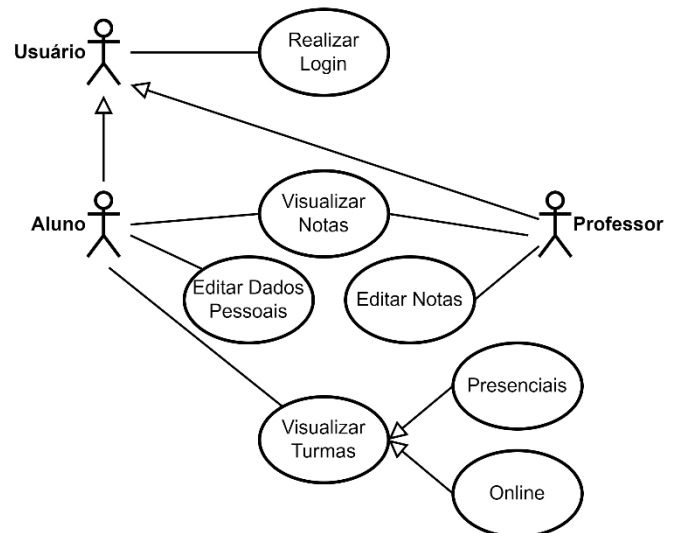 Usuário
Realizar
Login
Aluno
Visualizar
Notas
Professor
Editar Dados
Pessoais
Editar Notas
Presenciais
Visualizar
Turmas
Online